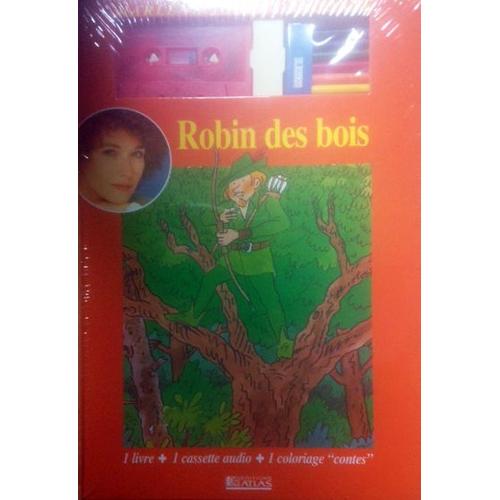 Robin des bois
1 livre + 1 cassette audio + 1 coloriage "contes"
ATLAS